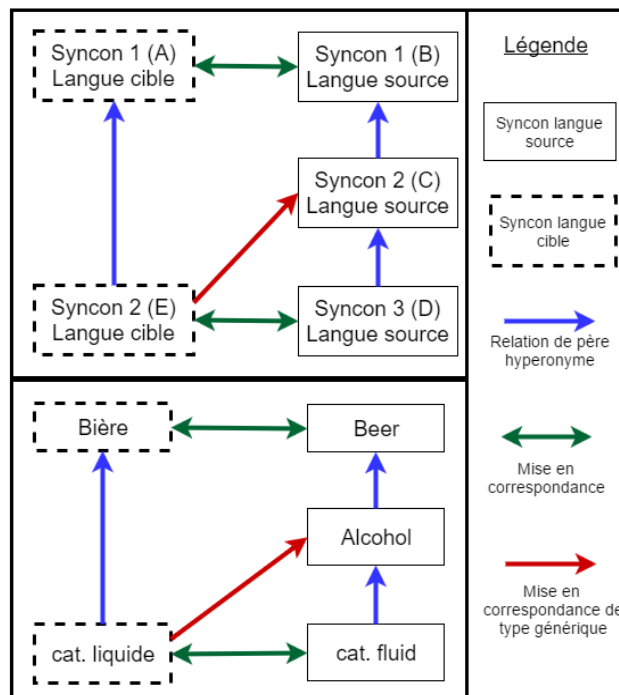 Syncon 1 (A)
Langue cible
Syncon 1 (B)
Langue source
Syncon 2 (C)
Langue source
Syncon 2 (E)
Langue cible
Syncon 3 (D)
Langue source
Bière
Beer
Alcohol
cat. liquide
cat. fluid
Légende
Syncon langue
source
Syncon langue
cible
Relation de père
hyperonyme
Mise en
correspondance
Mise en
correspondance de
type générique